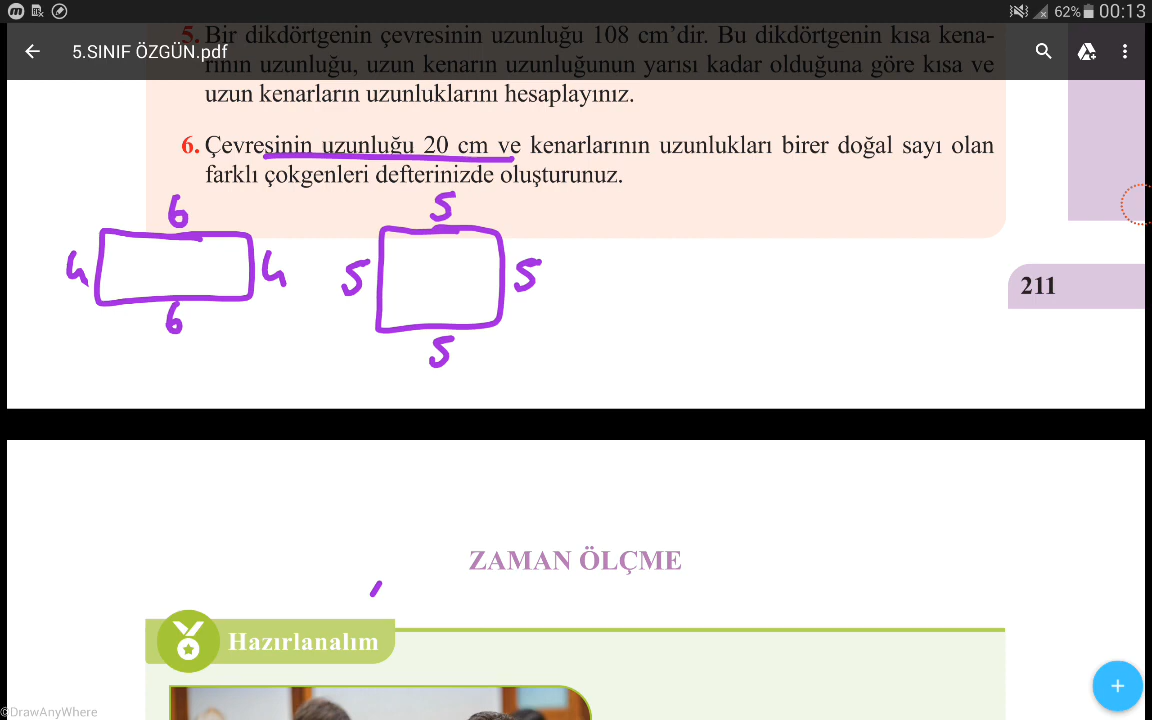 62% 00:13
5.SINIF ÖZGÜN.pdf
5. Bir dikdörtgenin çevresinin uzunluğu 108 cm’dir. Bu dikdörtgenin kısa kena-
rının uzunluğu, uzun kenarın uzunluğunun yarısı kadar olduğuna göre kısa ve
uzun kenarların uzunluklarını hesaplayınız.
6. Çevresinin uzunluğu 20 cm ve kenarlarının uzunlukları birer doğal sayı olan
farklı çokgenleri defterinizde oluşturunuz.
6 5
4 4 5 5
6 5
211
ZAMAN ÖLÇME
Hazırlanalım
+
©DrawAnyWhere